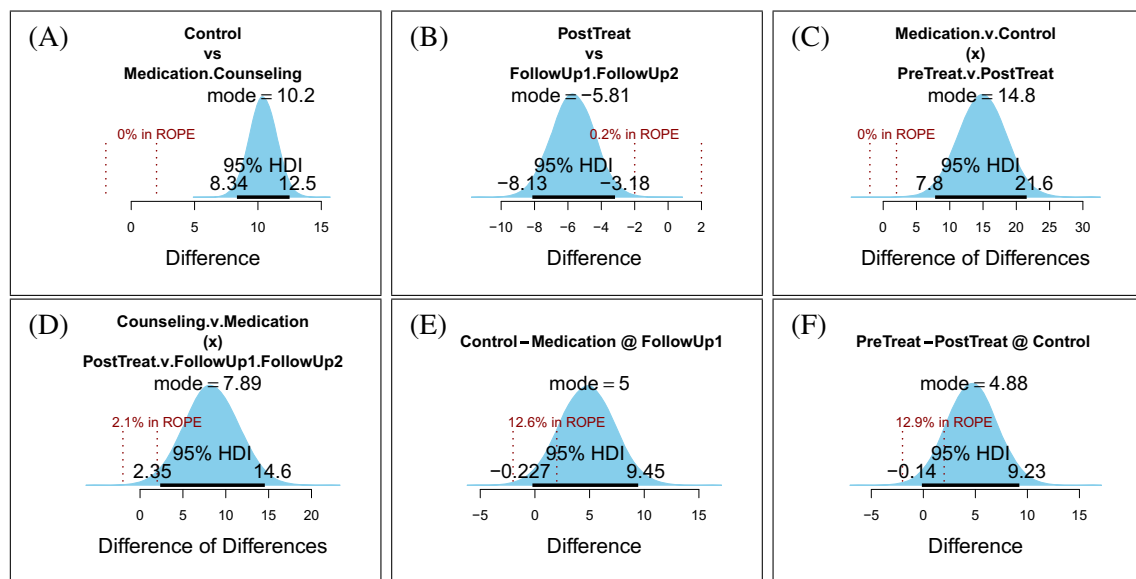 (A)
Control
vs
Medication.Counseling
mode = 10.2
0% in ROPE
95% HDI
8.34 12.5
0 5 10 15
Difference
(B)
PostTreat
vs
FollowUp1.FollowUp2
mode = −5.81
0.2% in ROPE
95% HDI
−8.13 −3.18
−10 −8 −6 −4 −2 0 2
Difference
(C)
Medication.v.Control
(x)
PreTreat.v.PostTreat
mode = 14.8
0% in ROPE
95% HDI
7.8 21.6
0 5 10 15 20 25 30
Difference of Differences
(D)
Counseling.v.Medication
(x)
PostTreat.v.FollowUp1.FollowUp2
mode = 7.89
2.1% in ROPE
95% HDI
2.35 14.6
0 5 10 15 20
Difference of Differences
(E)
Control−Medication @ FollowUp1
mode = 5
12.6% in ROPE
95% HDI
−0.227 9.45
−5 0 5 10 15
Difference
(F)
PreTreat−PostTreat @ Control
mode = 4.88
12.9% in ROPE
95% HDI
−0.14 9.23
−5 0 5 10 15
Difference